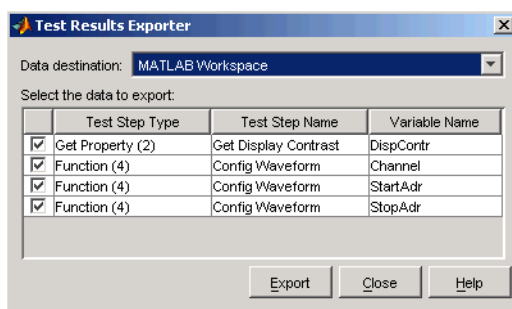 Test Results Exporter
Data destination: MATLAB Workspace
Select the data to export:
Test Step Type Test Step Name Variable Name
Get Property (2) Get Display Contrast DispContr
Function (4) Config Waveform Channel
Function (4) Config Waveform StartAdr
Function (4) Config Waveform StopAdr
Export Close Help